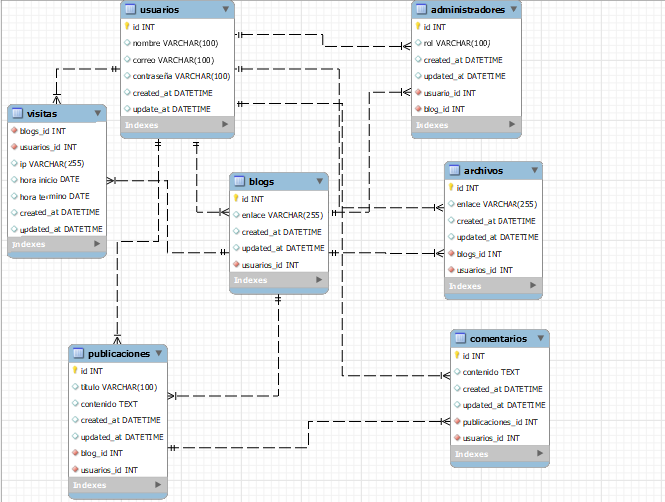 usuarios
id INT
nombre VARCHAR(100)
correo VARCHAR(100)
contraseña VARCHAR(100)
created_at DATETIME
update_at DATETIME
Indexes
administradores
id INT
rol VARCHAR(100)
created_at DATETIME
updated_at DATETIME
usuaria_id INT
blog_id INT
Indexes
visitas
blogs_id INT
usuarios_id INT
ip VARCHAR(255)
hora inicio DATE
hora termino DATE
created_at DATETIME
updated_at DATETIME
Indexes
blogs
id INT
enlace VARCHAR(255)
created_at DATETIME
updated_at DATETIME
usuarios_id INT
Indexes
archivos
id INT
enlace VARCHAR(255)
created_at DATETIME
updated_at DATETIME
blogs_id INT
usuarios_id INT
Indexes
publicaciones
id INT
titulo VARCHAR(100)
contenido TEXT
created_at DATETIME
updated_at DATETIME
blog_id INT
usuarios_id INT
Indexes
comentarios
id INT
contenido TEXT
created_at DATETIME
updated_at DATETIME
publicaciones_id INT
usuarios_id INT
Indexes